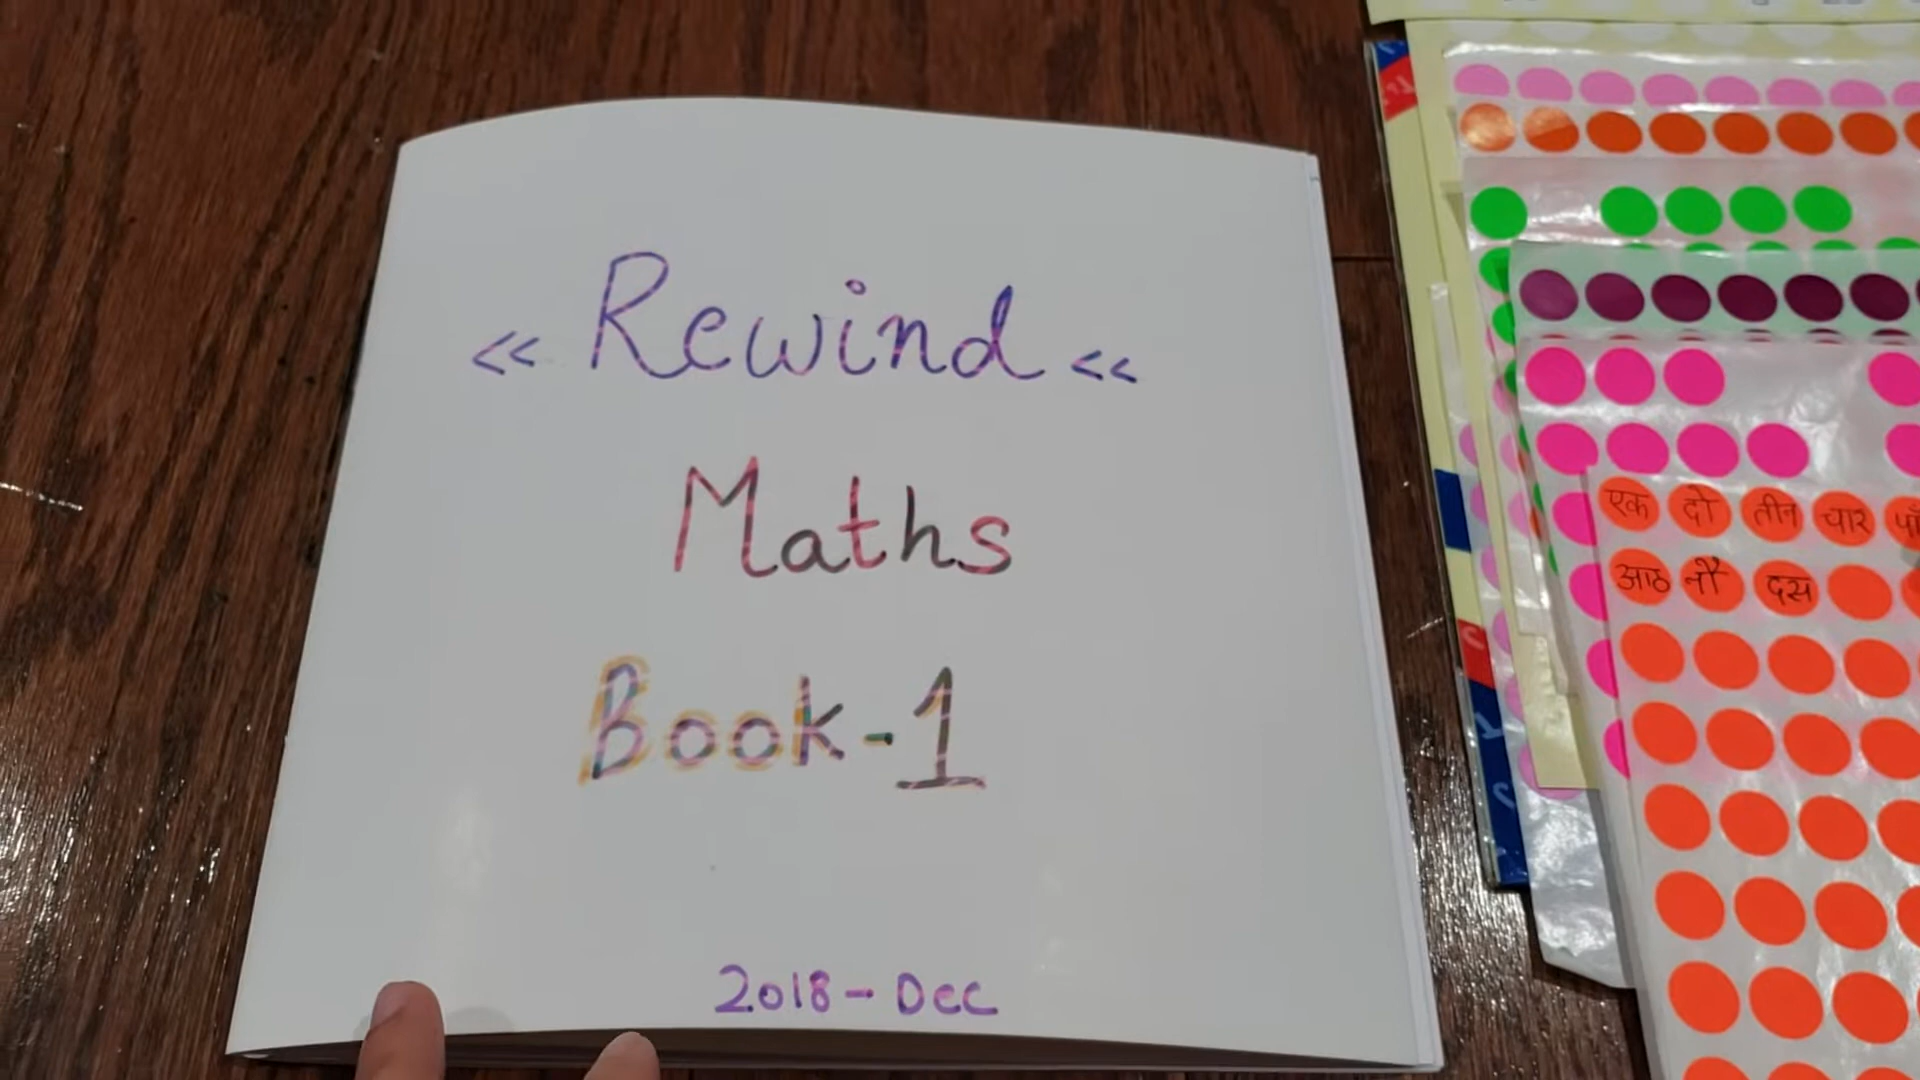 << Rewind <<
Maths
Book-1
2018 - Dec
एक दो तीन चार
आठ नौ दस